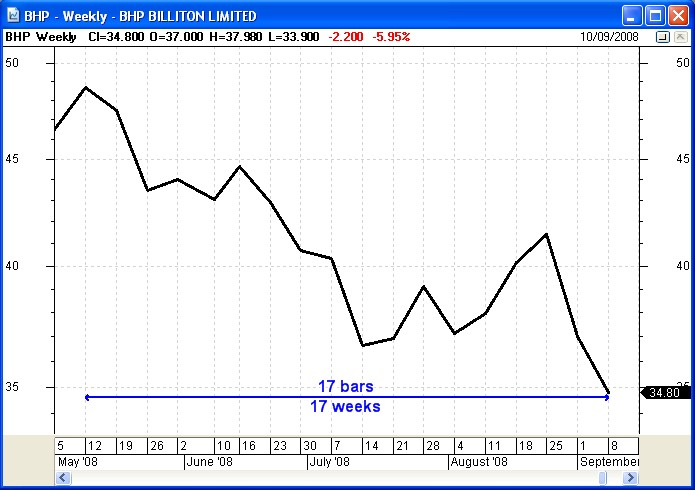 BHP - Weekly - BHP BILLITON LIMITED
BHP Weekly Cl=34.800 O=37.000 H=37.980 L=33.900 -2.200 -5.95% 10/09/2008
50 50
45 45
40 40
35 35
34.80
17 bars
17 weeks
5 12 19 26 2 10 16 23 30 7 14 21 28 4 11 18 25 1 8
May '08 June '08 July '08 August '08 September